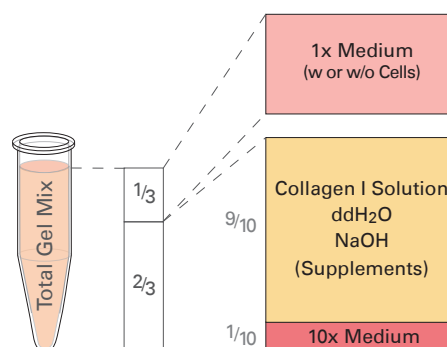 1x Medium
(w or w/o Cells)
Total Gel Mix
1/3
2/3
9/10
Collagen I Solution
ddH₂O
NaOH
(Supplements)
1/10
10x Medium